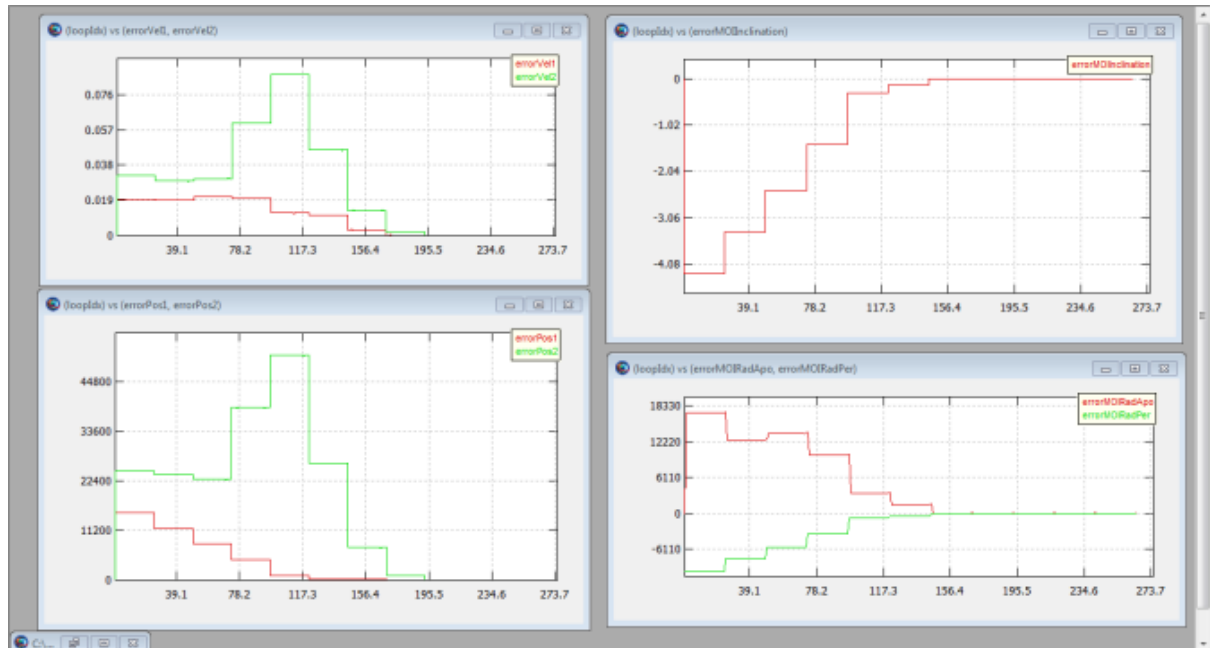 (loopIdx) vs (errorVel1, errorVel2)
errorVel1
errorVel2
0.076
0.057
0.038
0.019
0
39.1 78.2 117.3 156.4 195.5 234.6 273.7
(loopIdx) vs (errorPos1, errorPos2)
errorPos1
errorPos2
44800
33600
22400
11200
0
39.1 78.2 117.3 156.4 195.5 234.6 273.7
C:\...
(loopIdx) vs (errorMOIInclination)
errorMOIInclination
0
-1.02
-2.04
-3.06
-4.08
39.1 78.2 117.3 156.4 195.5 234.6 273.7
(loopIdx) vs (errorMOIRadApo, errorMOIRadPer)
errorMOIRadApo
errorMOIRadPer
18330
12220
6110
0
-6110
39.1 78.2 117.3 156.4 195.5 234.6 273.7